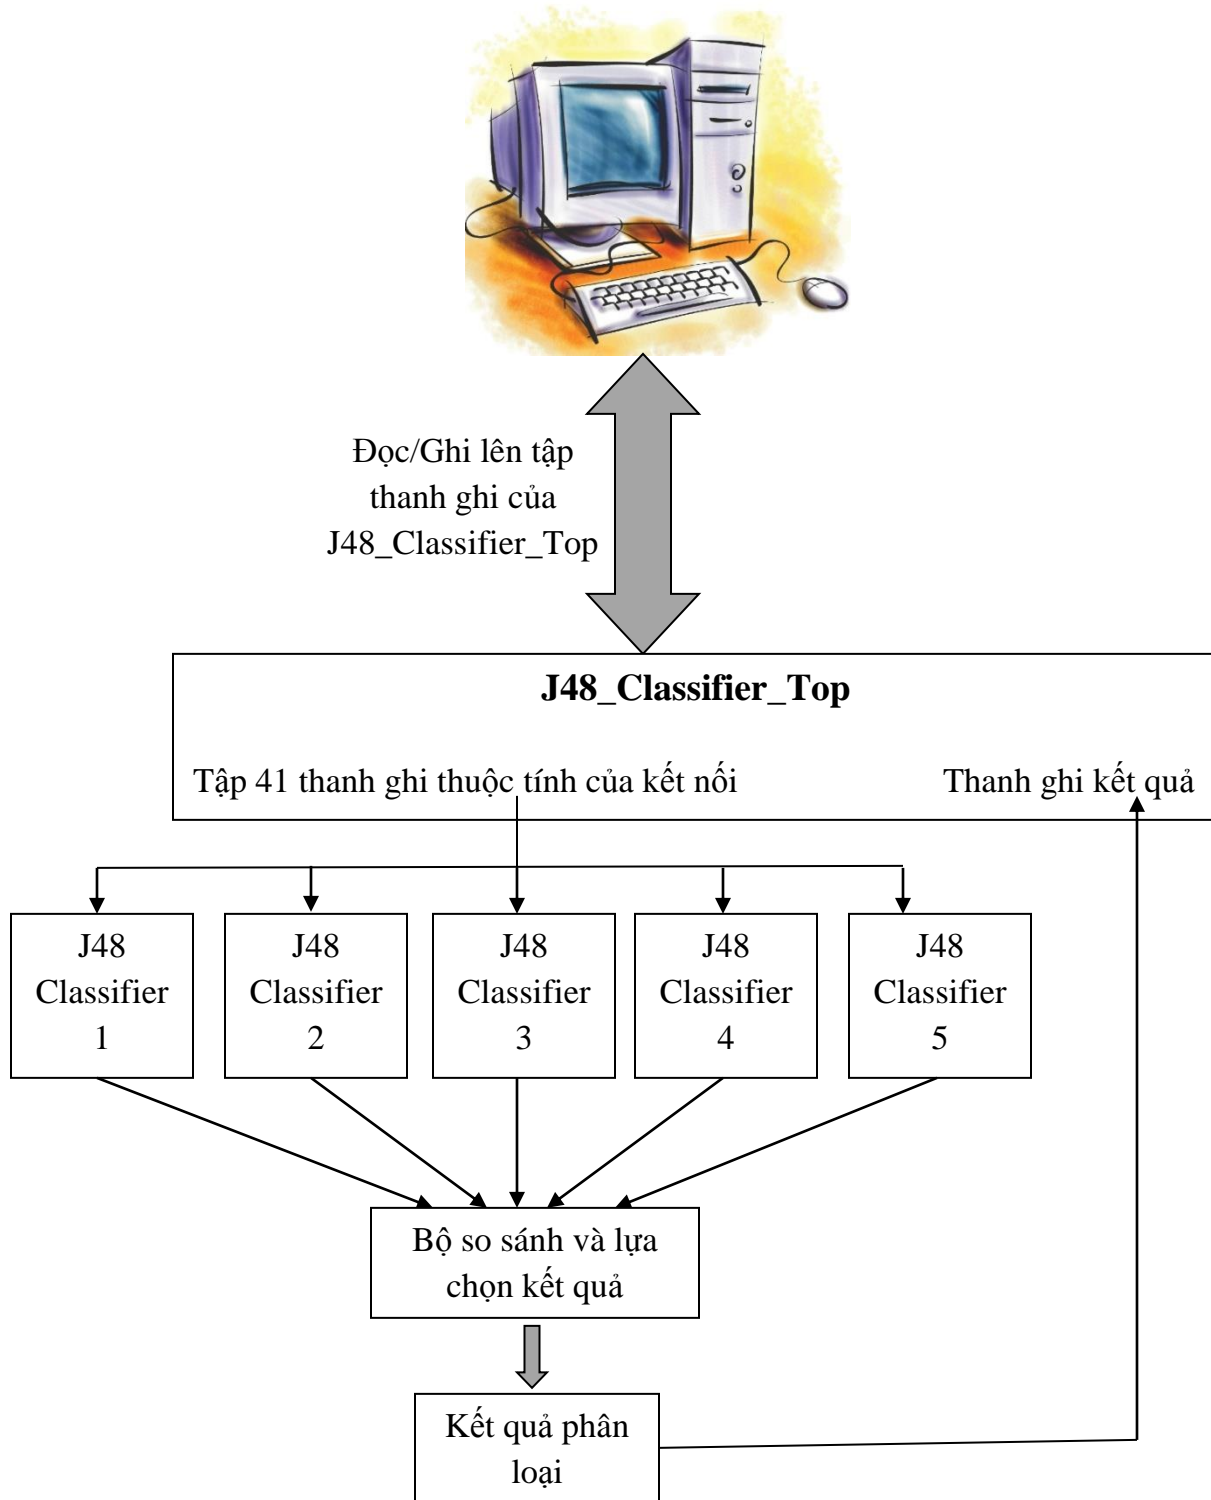 Đọc/Ghi lên tập
thanh ghi của
J48_Classifier_Top
J48_Classifier_Top
Tập 41 thanh ghi thuộc tính của kết nối
Thanh ghi kết quả
J48
Classifier
1
J48
Classifier
2
J48
Classifier
3
J48
Classifier
4
J48
Classifier
5
Bộ so sánh và lựa
chọn kết quả
Kết quả phân
loại